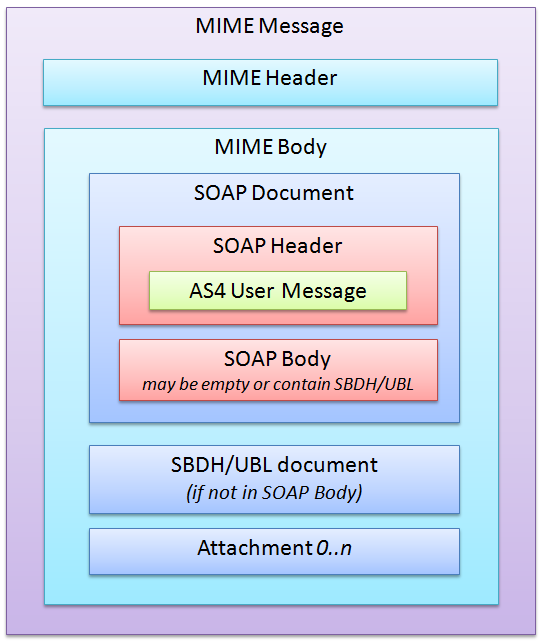 MIME Message
MIME Header
MIME Body
SOAP Document
SOAP Header
AS4 User Message
SOAP Body
may be empty or contain SBDH/UBL
SBDH/UBL document
(if not in SOAP Body)
Attachment 0..n